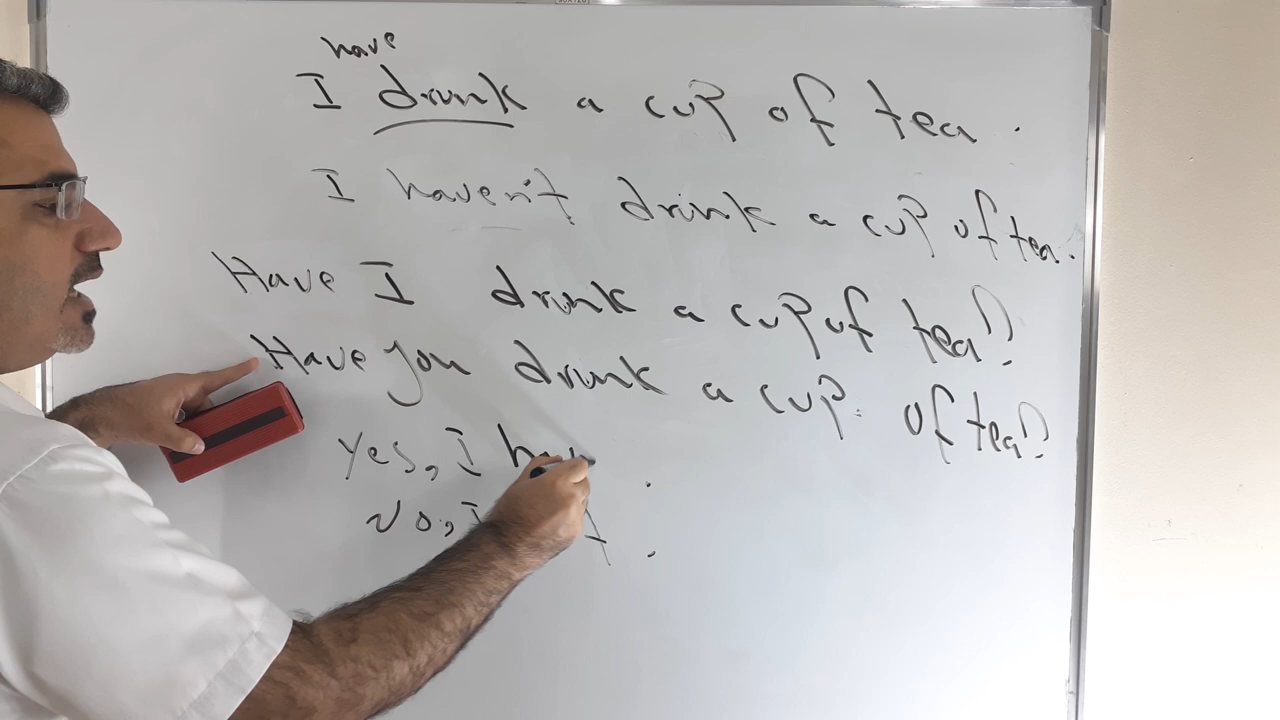 have
I drunk a cup of tea.
I haven't drunk a cup of tea.
Have I drunk a cup of tea?
Have you drunk a cup of tea?
Yes, I
No, I